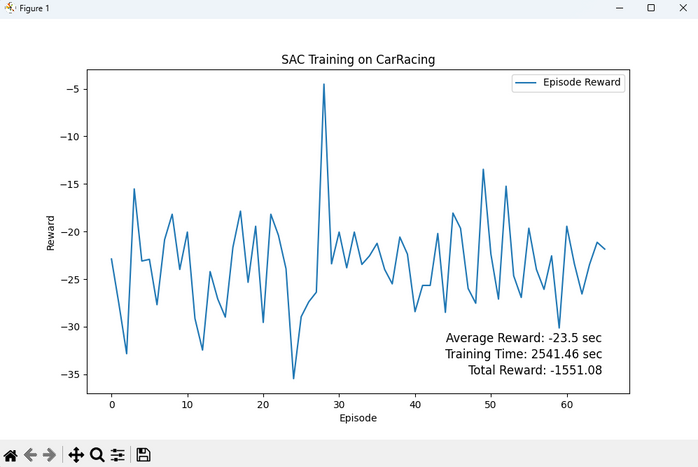 Figure 1
SAC Training on CarRacing
Episode Reward
−5
−10
−15
−20
−25
−30
−35
Reward
Average Reward: -23.5 sec
Training Time: 2541.46 sec
Total Reward: -1551.08
0 10 20 30 40 50 60
Episode